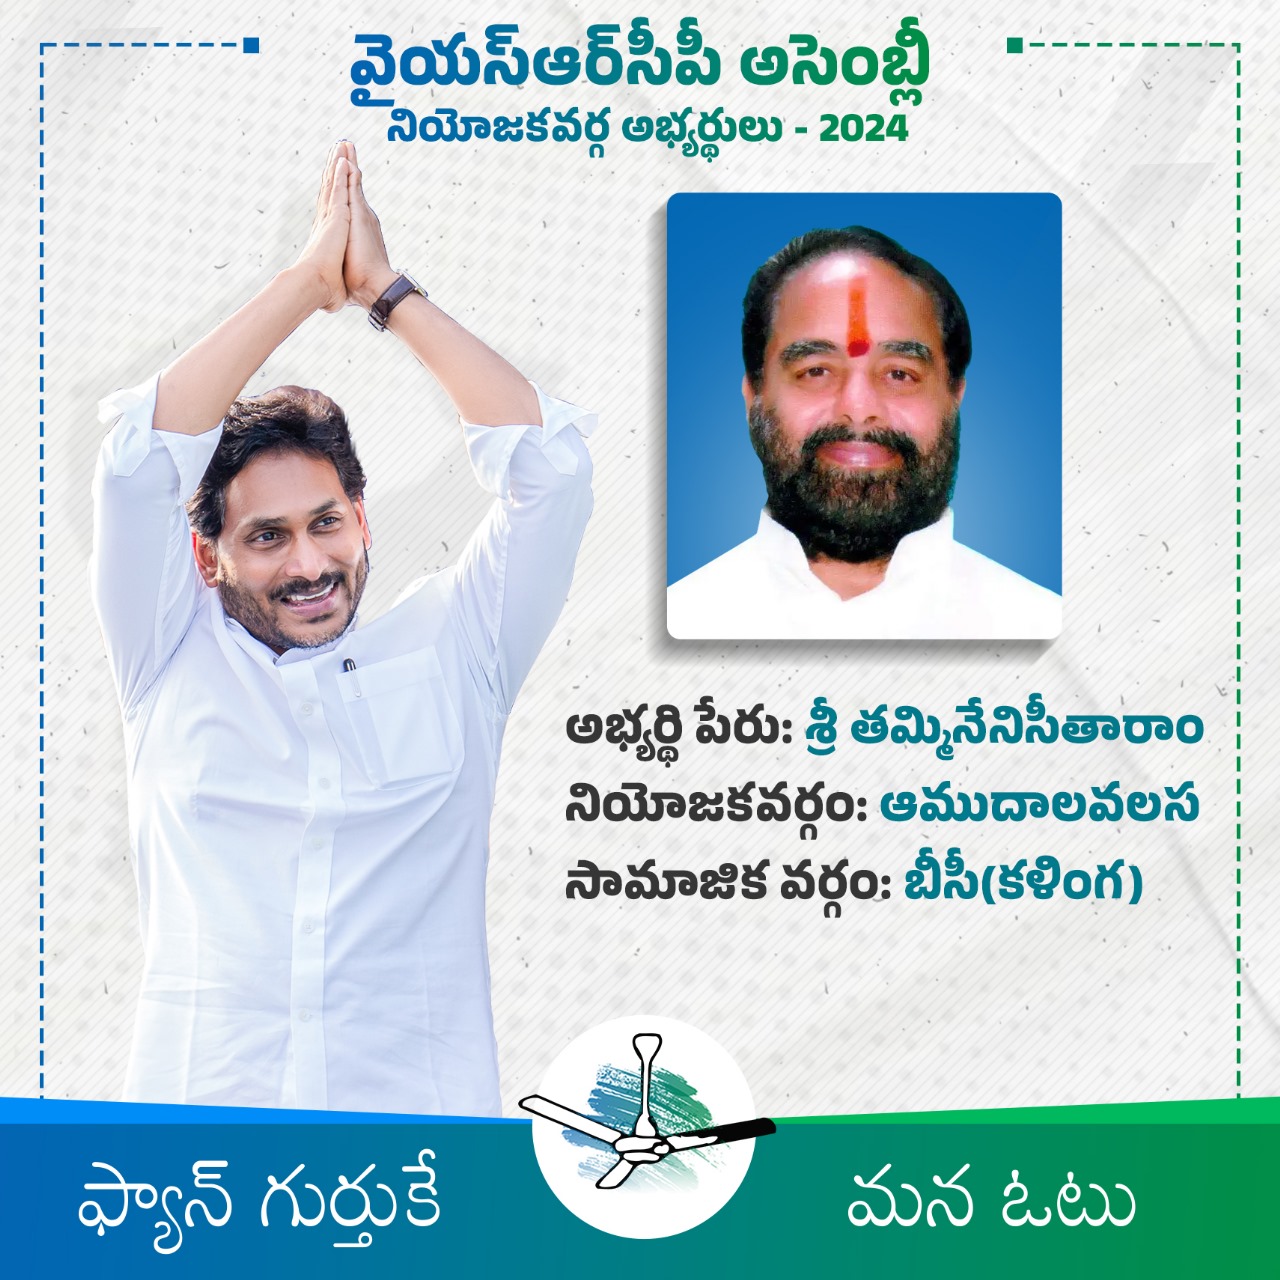 వైయస్ఆర్‌సీపీ అసెంబ్లీ
నియోజకవర్గ అభ్యర్థులు - 2024
అభ్యర్థి పేరు: శ్రీ తమ్మినేనిసీతారాం
నియోజకవర్గం: ఆముదాలవలస
సామాజిక వర్గం: బీసీ(కళింగ)
ఫ్యాన్ గుర్తుకే
మన ఓటు